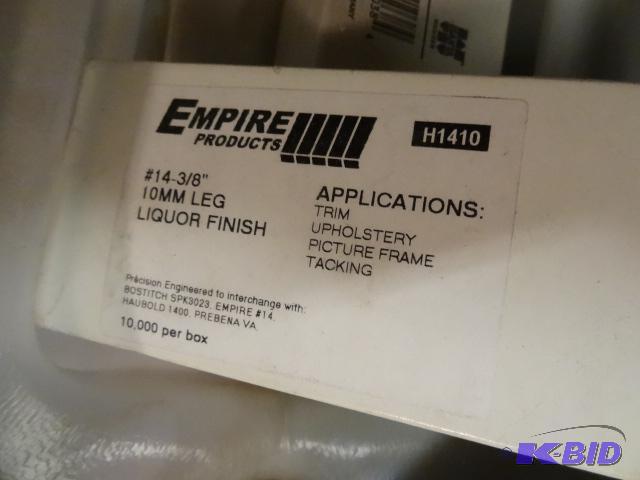 EMPIRE
PRODUCTS
H1410
#14-3/8"
10MM LEG
LIQUOR FINISH
APPLICATIONS:
TRIM
UPHOLSTERY
PICTURE FRAME
TACKING
Precision Engineered to interchange with:
BOSTITCH SPK3023, EMPIRE #14,
HAUBOLD 1400, PREBENA VA.
10,000 per box
K-BID